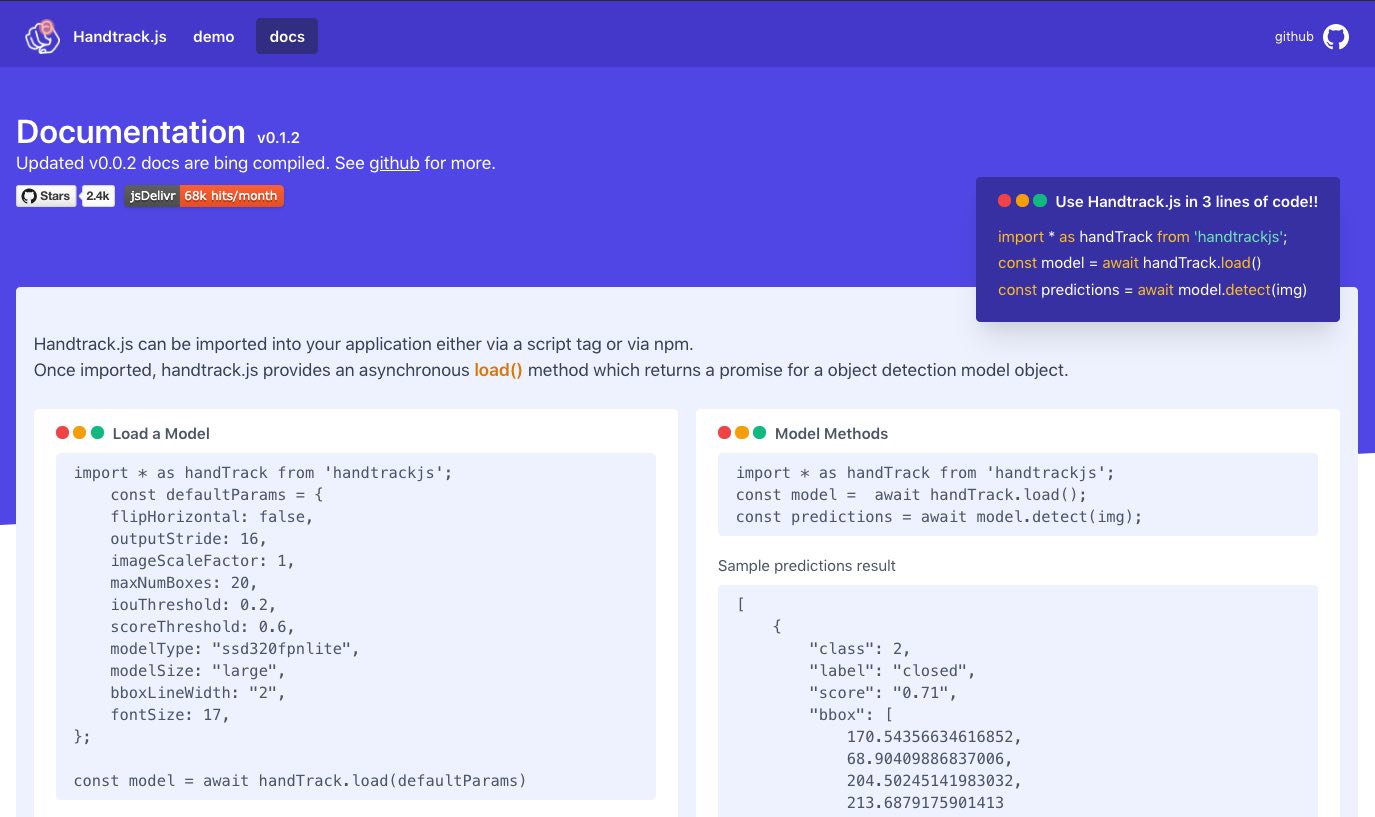 Handtrack.js demo docs github
Documentation v0.1.2
Updated v0.0.2 docs are bing compiled. See github for more.
Stars 2.4k jsDelivr 68k hits/month
Use Handtrack.js in 3 lines of code!!
import * as handTrack from 'handtrackjs';
const model = await handTrack.load()
const predictions = await model.detect(img)
Handtrack.js can be imported into your application either via a script tag or via npm.
Once imported, handtrack.js provides an asynchronous load() method which returns a promise for a object detection model object.
Load a Model
import * as handTrack from 'handtrackjs';
const defaultParams = {
flipHorizontal: false,
outputStride: 16,
imageScaleFactor: 1,
maxNumBoxes: 20,
iouThreshold: 0.2,
scoreThreshold: 0.6,
modelType: "ssd320fpnlite",
modelSize: "large",
bboxLineWidth: "2",
fontSize: 17,
};
const model = await handTrack.load(defaultParams)
Model Methods
import * as handTrack from 'handtrackjs';
const model =  await handTrack.load();
const predictions = await model.detect(img);
Sample predictions result
[
{
"class": 2,
"label": "closed",
"score": "0.71",
"bbox": [
170.54356634616852,
68.90409886837006,
204.50245141983032,
213.6879175901413